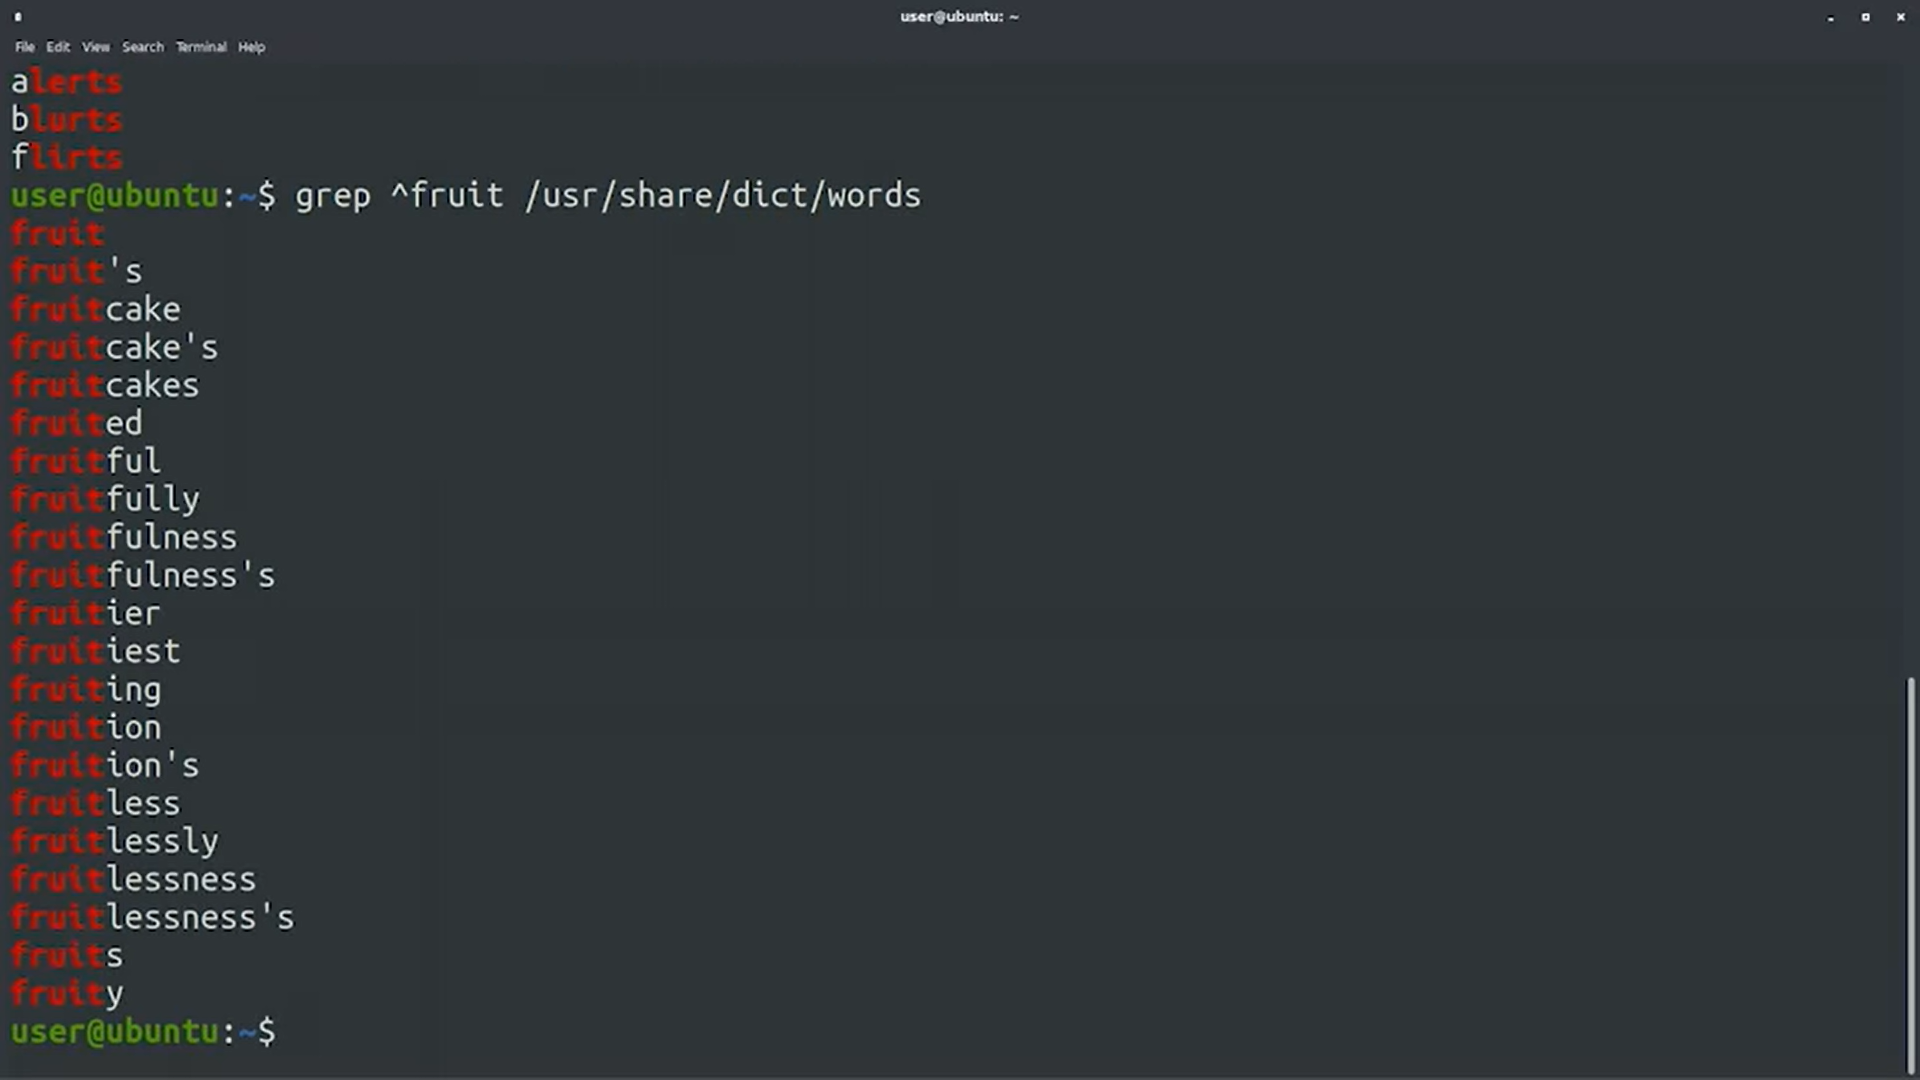 user@ubuntu: ~
File Edit View Search Terminal Help
alerts
blurts
flirts
user@ubuntu:~$ grep ^fruit /usr/share/dict/words
fruit
fruit's
fruitcake
fruitcake's
fruitcakes
fruited
fruitful
fruitfully
fruitfulness
fruitfulness's
fruitier
fruitiest
fruiting
fruition
fruition's
fruitless
fruitlessly
fruitlessness
fruitlessness's
fruits
fruity
user@ubuntu:~$